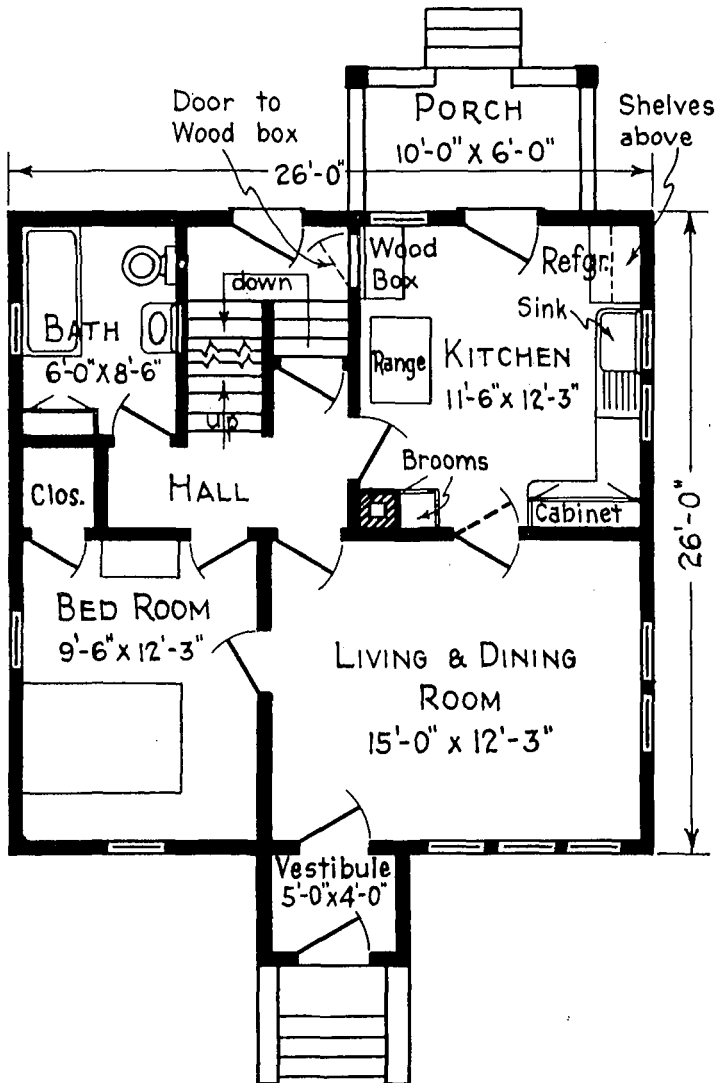 Door to
Wood box
PORCH
10'-0" X 6'-0"
Shelves
above
26'-0"
Wood
Box
Refgr.
down
Sink
BATH
6'-0" X 8'-6"
Range
KITCHEN
11'-6" x 12'-3"
up
Brooms
Clos.
HALL
Cabinet
26'-0"
BED ROOM
9'-6" X 12'-3"
LIVING & DINING
ROOM
15'-0" x 12'-3"
Vestibule
5'-0" x 4'-0"